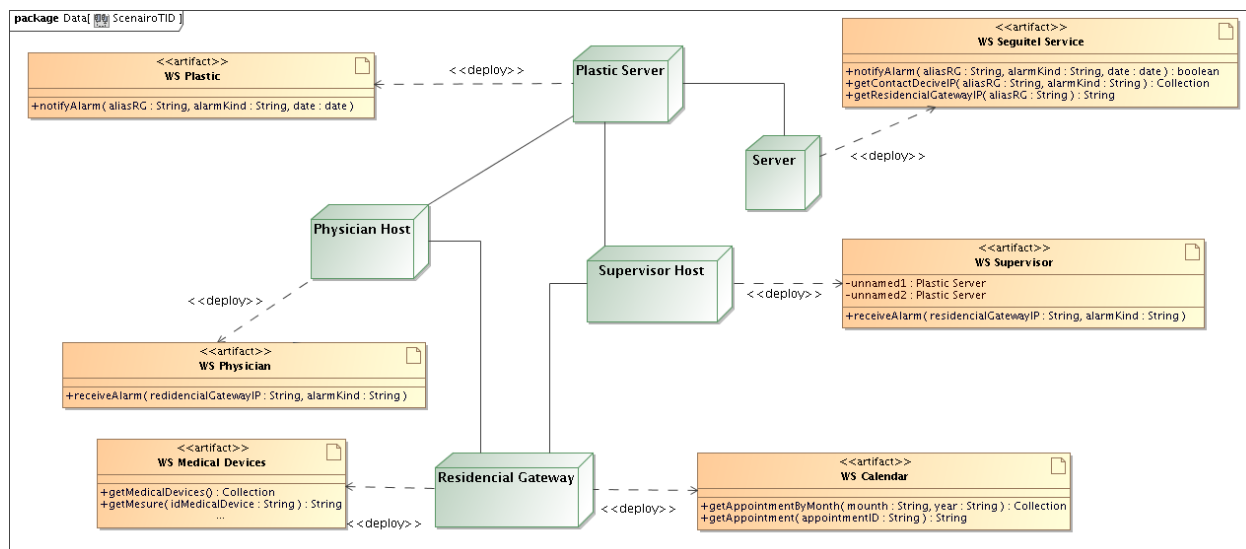 package Data[ ScenairoTID ]
<<artifact>>
WS Plastic
+notifyAlarm( aliasRG : String, alarmKind : String, date : date )
<<deploy>>
Plastic Server
<<artifact>>
WS Seguitel Service
+notifyAlarm( aliasRG : String, alarmKind : String, date : date ) : boolean
+getContactDeciveIP( aliasRG : String, alarmKind : String ) : Collection
+getResidencialGatewayIP( aliasRG : String ) : String
Server
<<deploy>>
Physician Host
<<deploy>>
Supervisor Host
<<deploy>>
<<artifact>>
WS Supervisor
-unnamed1 : Plastic Server
-unnamed2 : Plastic Server
+receiveAlarm( residencialGatewayIP : String, alarmKind : String )
<<artifact>>
WS Physician
+receiveAlarm( redidencialGatewayIP : String, alarmKind : String )
<<artifact>>
WS Medical Devices
+getMedicalDevices() : Collection
+getMesure( idMedicalDevice : String ) : String
...
<<deploy>>
Residencial Gateway
<<deploy>>
<<artifact>>
WS Calendar
+getAppointmentByMonth( mounth : String, year : String ) : Collection
+getAppointment( appointmentID : String ) : String